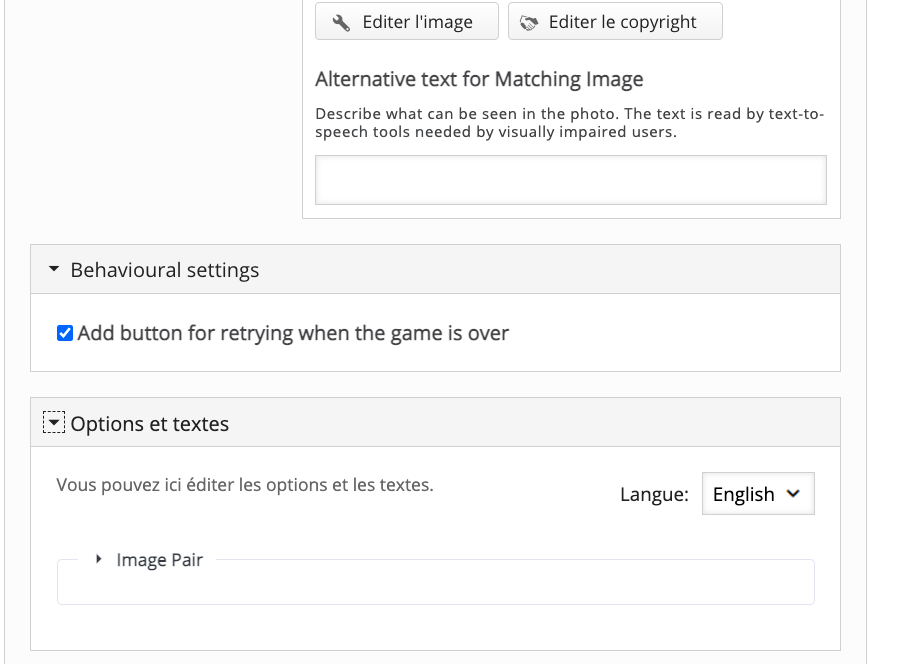 Editer l'image
Editer le copyright
Alternative text for Matching Image
Describe what can be seen in the photo. The text is read by text-to-
speech tools needed by visually impaired users.
Behavioural settings
Add button for retrying when the game is over
Options et textes
Vous pouvez ici éditer les options et les textes.
Langue:
English
Image Pair